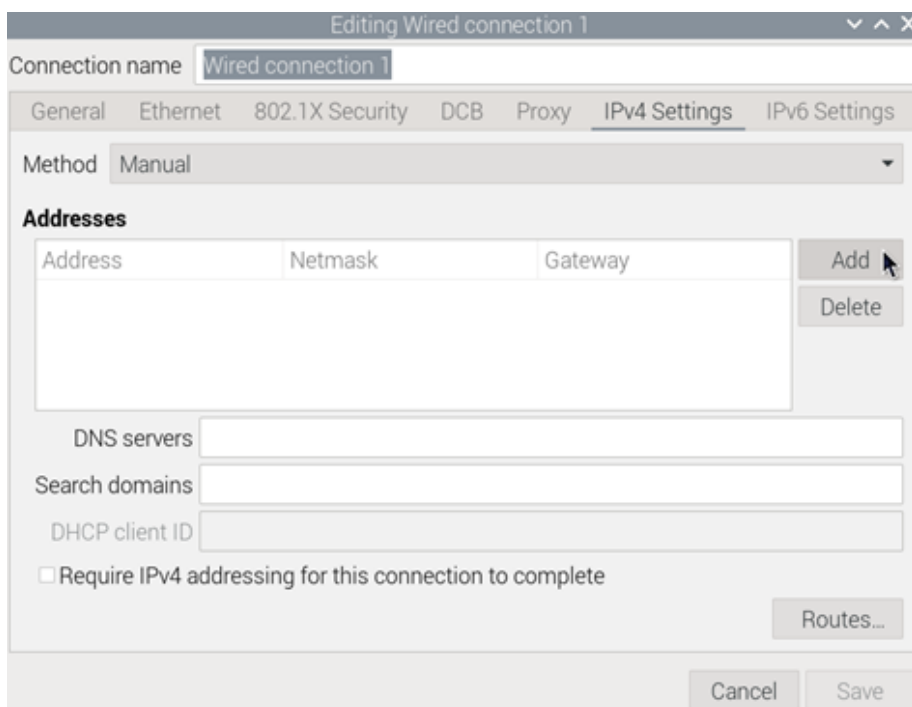 Editing Wired connection 1
Connection name Wired connection 1
General Ethernet 802.1X Security DCB Proxy IPv4 Settings IPv6 Settings
Method Manual
Addresses
Address Netmask Gateway
Add
Delete
DNS servers
Search domains
DHCP client ID
Require IPv4 addressing for this connection to complete
Routes...
Cancel Save